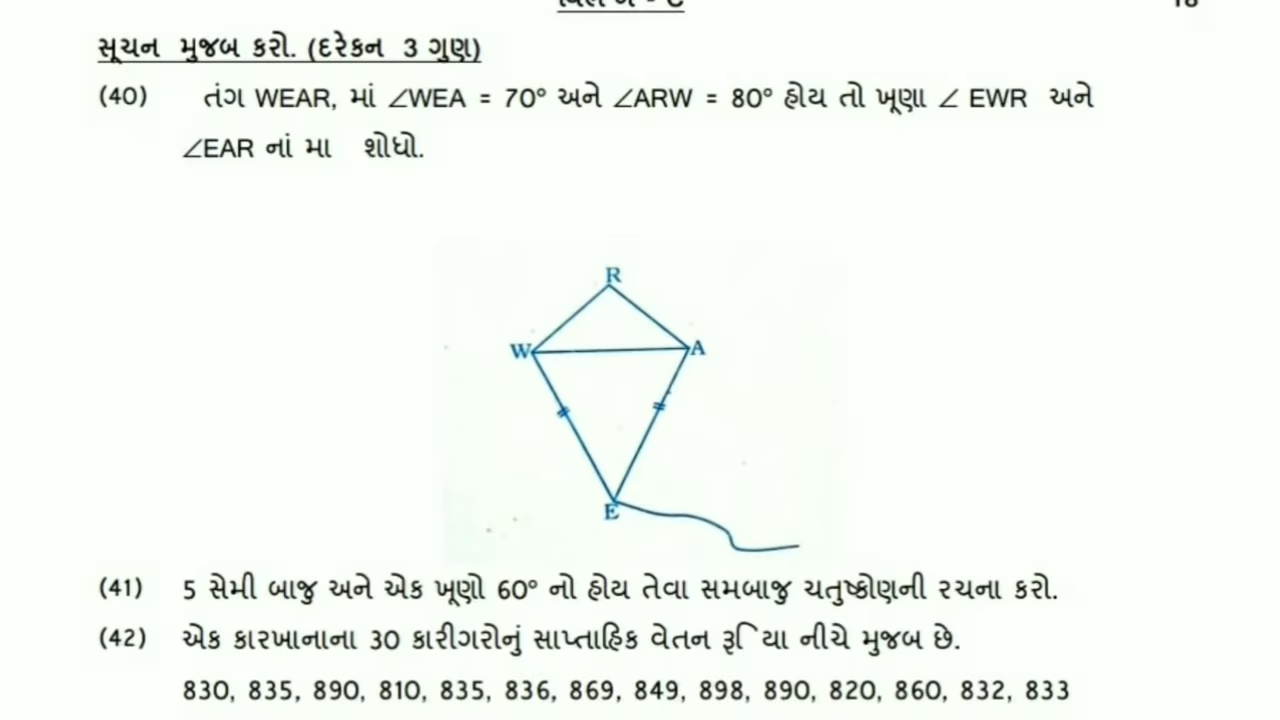 સૂચન મુજબ કરો. (દરેકન 3 ગુણ)
(40) તંગ WEAR, માં ∠WEA = 70° અને ∠ARW = 80° હોય તો ખૂણા ∠ EWR અને
∠EAR નાં મા શોધો.
R
W A
E
(41) 5 સેમી બાજુ અને એક ખૂણો 60° નો હોય તેવા સમબાજુ ચતુષ્કોણની રચના કરો.
(42) એક કારખાનાના 30 કારીગરોનું સાપ્તાહિક વેતન રૂ િયા નીચે મુજબ છે.
830, 835, 890, 810, 835, 836, 869, 849, 898, 890, 820, 860, 832, 833